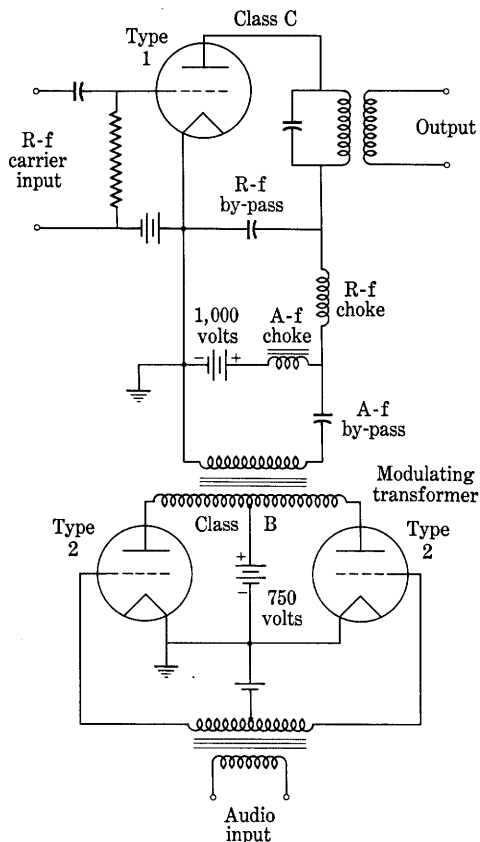 Class C
Type
1
R-f
carrier
input
Output
R-f
by-pass
R-f
choke
1,000
volts
A-f
choke
- +
A-f
by-pass
Modulating
transformer
Type
2
Class B
Type
2
+
-
750
volts
Audio
input